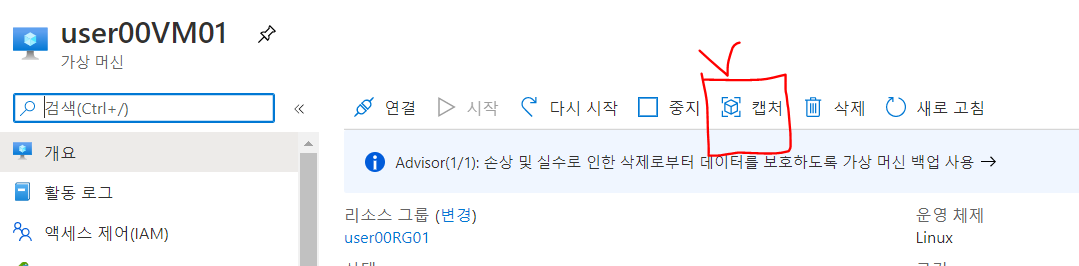 user00VM01
가상 머신
검색(Ctrl+/)
«
연결
시작
다시 시작
중지
캡처
삭제
새로 고침
개요
활동 로그
액세스 제어(IAM)
Advisor(1/1): 손상 및 실수로 인한 삭제로부터 데이터를 보호하도록 가상 머신 백업 사용 →
리소스 그룹 (변경)
user00RG01
운영 체제
Linux